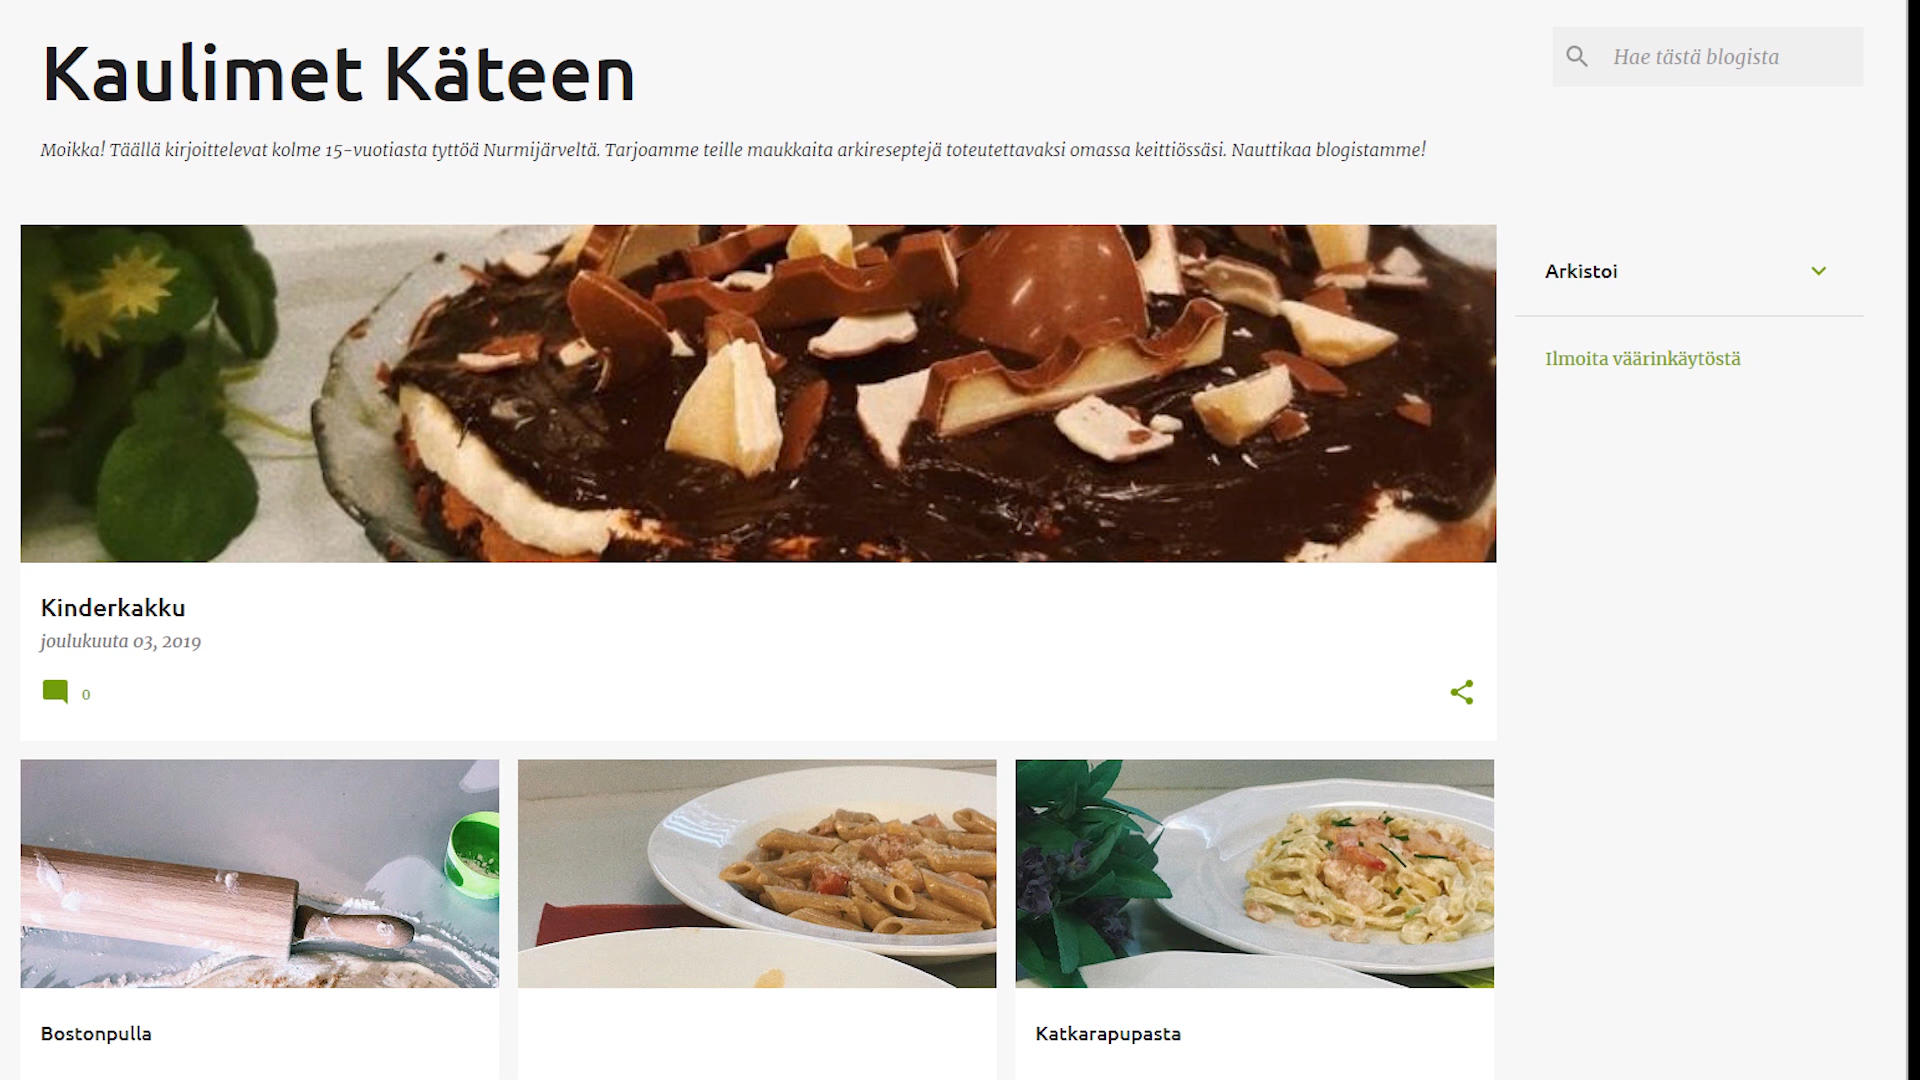 Kaulimet Käteen
Hae tästä blogista
Moikka! Täällä kirjoittelevat kolme 15-vuotiasta tyttöä Nurmijärveltä. Tarjoamme teille maukkaita arkireseptejä toteutettavaksi omassa keittiössäsi. Nauttikaa blogistamme!
Arkistoi
Ilmoita väärinkäytöstä
Kinderkakku
joulukuuta 03, 2019
0
Bostonpulla
Katkarapupasta